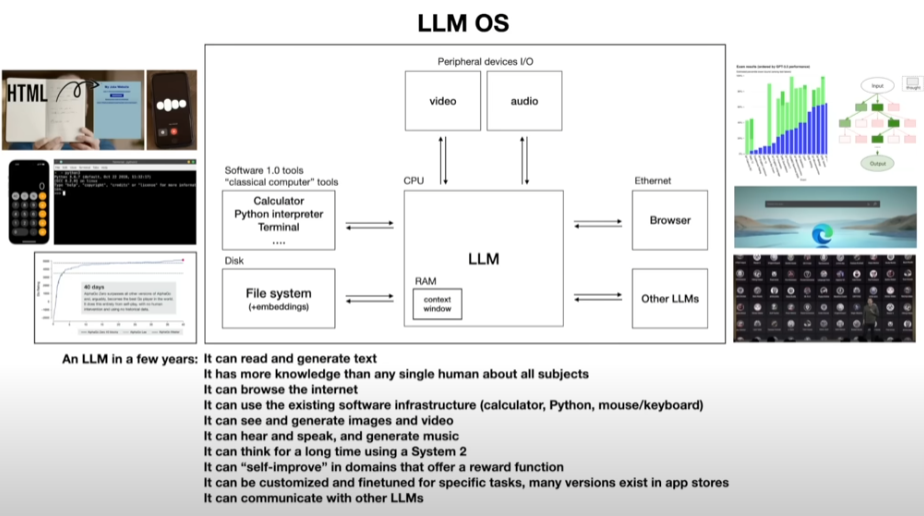 LLM OS
Peripheral devices I/O
video
audio
HTML
Input
thought
Output
Software 1.0 tools
"classical computer" tools
CPU
Ethernet
Calculator
Python interpreter
Terminal
....
Browser
LLM
Disk
RAM
File system
(+embeddings)
context
window
Other LLMs
40 days
An LLM in a few years:
It can read and generate text
It has more knowledge than any single human about all subjects
It can browse the internet
It can use the existing software infrastructure (calculator, Python, mouse/keyboard)
It can see and generate images and video
It can hear and speak, and generate music
It can think for a long time using a System 2
It can “self-improve” in domains that offer a reward function
It can be customized and finetuned for specific tasks, many versions exist in app stores
It can communicate with other LLMs